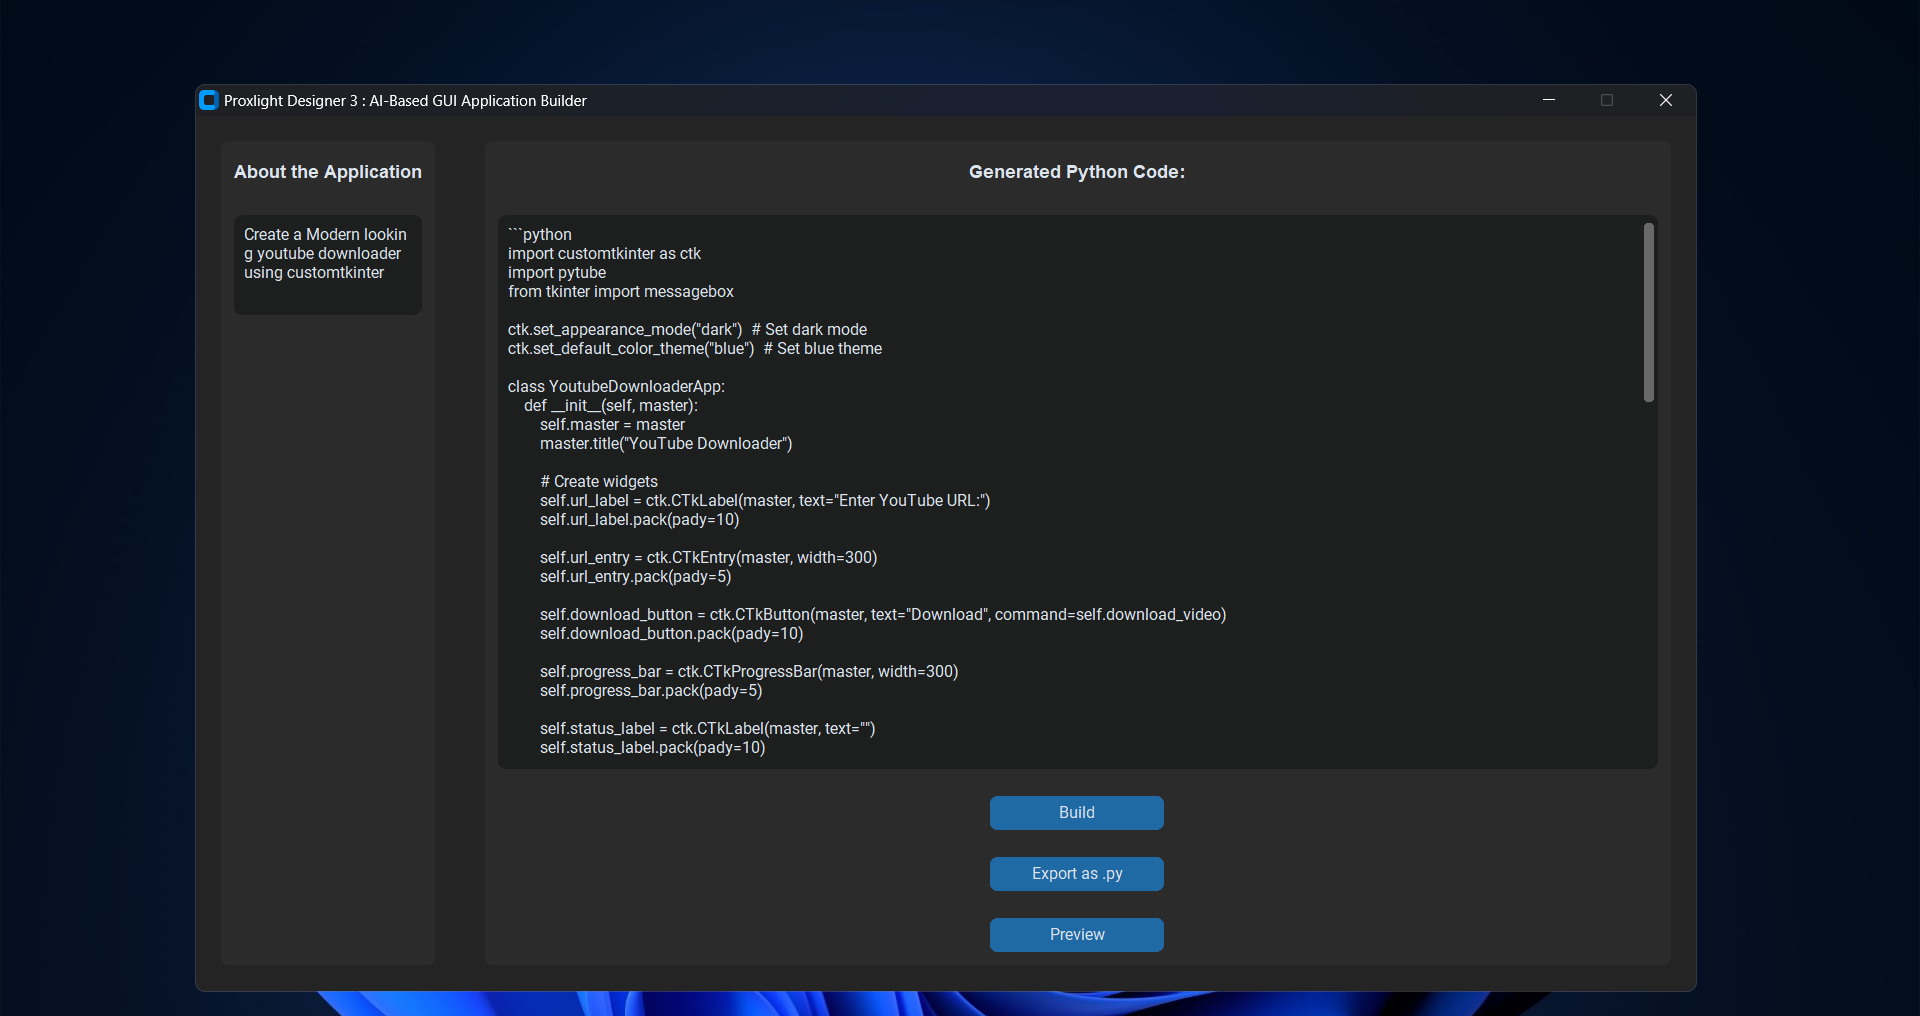 Proxlight Designer 3 : AI-Based GUI Application Builder
About the Application
Create a Modern lookin
g youtube downloader
using customtkinter
Generated Python Code:
```python
import customtkinter as ctk
import pytube
from tkinter import messagebox
ctk.set_appearance_mode("dark")  # Set dark mode
ctk.set_default_color_theme("blue")  # Set blue theme
class YoutubeDownloaderApp:
    def __init__(self, master):
        self.master = master
        master.title("YouTube Downloader")
        # Create widgets
        self.url_label = ctk.CTkLabel(master, text="Enter YouTube URL:")
        self.url_label.pack(pady=10)
        self.url_entry = ctk.CTkEntry(master, width=300)
        self.url_entry.pack(pady=5)
        self.download_button = ctk.CTkButton(master, text="Download", command=self.download_video)
        self.download_button.pack(pady=10)
        self.progress_bar = ctk.CTkProgressBar(master, width=300)
        self.progress_bar.pack(pady=5)
        self.status_label = ctk.CTkLabel(master, text="")
        self.status_label.pack(pady=10)
Build
Export as .py
Preview